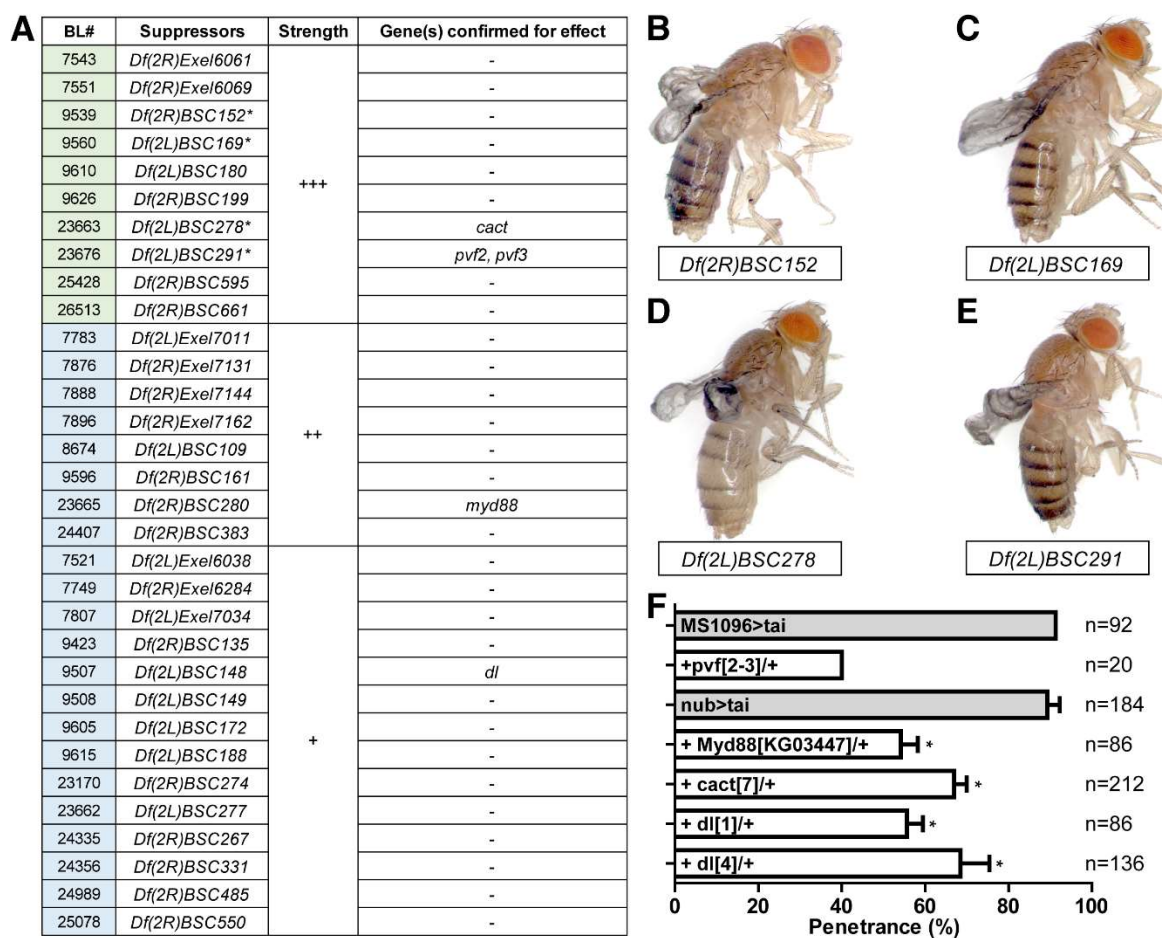 A
BL# Suppressors Strength Gene(s) confirmed for effect
7543 Df(2R)Exel6061 -
7551 Df(2R)Exel6069 -
9539 Df(2R)BSC152* -
9560 Df(2L)BSC169* -
9610 Df(2L)BSC180 -
+++
9626 Df(2R)BSC199 -
23663 Df(2L)BSC278* cact
23676 Df(2L)BSC291* pvf2, pvf3
25428 Df(2R)BSC595 -
26513 Df(2R)BSC661 -
7783 Df(2L)Exel7011 -
7876 Df(2R)Exel7131 -
7888 Df(2R)Exel7144 -
7896 Df(2R)Exel7162 -
++
8674 Df(2L)BSC109 -
9596 Df(2R)BSC161 -
23665 Df(2R)BSC280 myd88
24407 Df(2R)BSC383 -
7521 Df(2L)Exel6038 -
7749 Df(2R)Exel6284 -
7807 Df(2L)Exel7034 -
9423 Df(2R)BSC135 -
9507 Df(2L)BSC148 dl
9508 Df(2L)BSC149 -
9605 Df(2L)BSC172 -
+
9615 Df(2L)BSC188 -
23170 Df(2R)BSC274 -
23662 Df(2L)BSC277 -
24335 Df(2R)BSC267 -
24356 Df(2R)BSC331 -
24989 Df(2R)BSC485 -
25078 Df(2R)BSC550 -
B
Df(2R)BSC152
C
Df(2L)BSC169
D
Df(2L)BSC278
E
Df(2L)BSC291
F
MS1096>tai n=92
+pvf[2-3]/+ n=20
nub>tai n=184
+ Myd88[KG03447]/+ * n=86
+ cact[7]/+ * n=212
+ dl[1]/+ * n=86
+ dl[4]/+ * n=136
0 20 40 60 80 100
Penetrance (%)